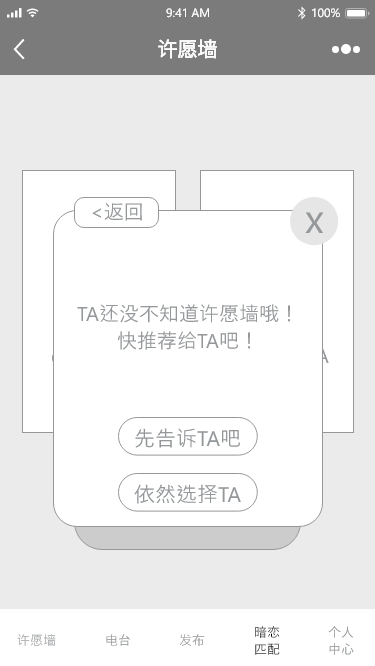 9:41 AM 100%
许愿墙
<返回
X
TA还没不知道许愿墙哦！
快推荐给TA吧！
A
先告诉TA吧
依然选择TA
许愿墙 电台 发布 暗恋 个人
匹配 中心